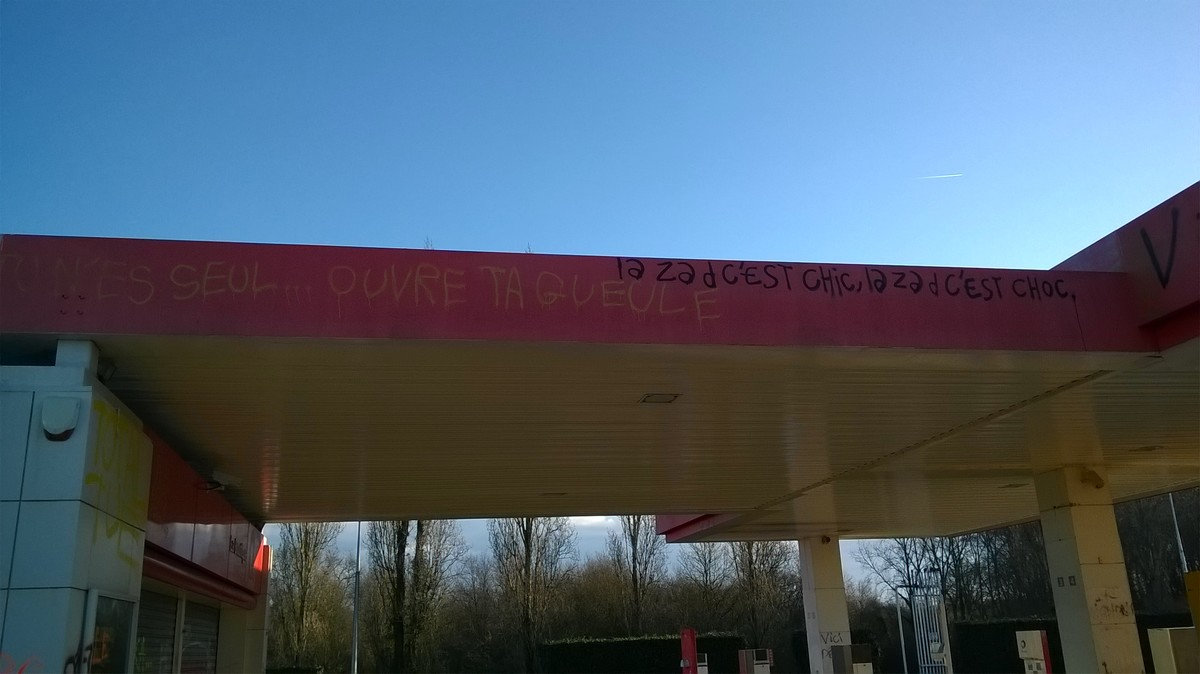 N'ES SEUL... OUVRE TA GUEULE
la zad C'EST CHiC, la zad C'EST CHOC,
V